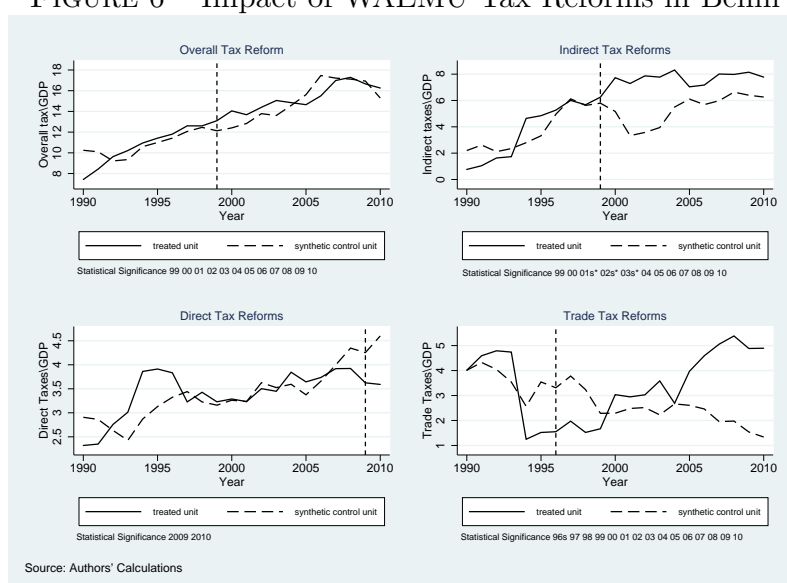 FIGURE 6 Impact of WAEMU Tax Reforms in Benin
Overall Tax Reform
Overall tax\GDP
18
16
14
12
10
8
1990 1995 2000 2005 2010
Year
treated unit synthetic control unit
Statistical Significance 99 00 01 02 03 04 05 06 07 08 09 10
Indirect Tax Reforms
Indirect taxes\GDP
8
6
4
2
0
1990 1995 2000 2005 2010
Year
treated unit synthetic control unit
Statistical Significance 99 00 01s* 02s* 03s* 04 05 06 07 08 09 10
Direct Tax Reforms
Direct Taxes\GDP
4.5
4
3.5
3
2.5
1990 1995 2000 2005 2010
Year
treated unit synthetic control unit
Statistical Significance 2009 2010
Trade Tax Reforms
Trade Taxes\GDP
5
4
3
2
1
1990 1995 2000 2005 2010
Year
treated unit synthetic control unit
Statistical Significance 96s 97 98 99 00 01 02 03 04 05 06 07 08 09 10
Source: Authors' Calculations